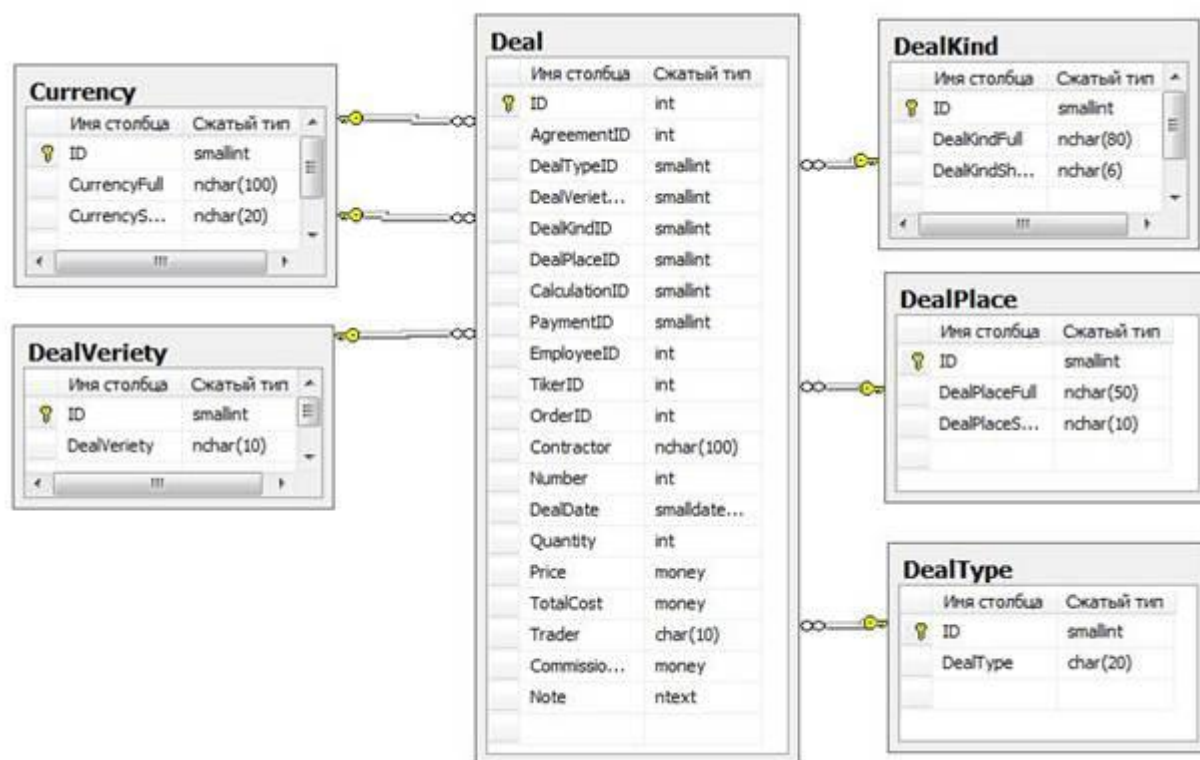 Currency
Имя столбца Сжатый тип
ID smallint
CurrencyFull nchar(100)
CurrencyS... nchar(20)
DealVeriety
Имя столбца Сжатый тип
ID smallint
DealVeriety nchar(10)
Deal
Имя столбца Сжатый тип
ID int
AgreementID int
DealTypeID smallint
DealVeriet... smallint
DealKindID smallint
DealPlaceID smallint
CalculationID smallint
PaymentID smallint
EmployeeID int
TikerID int
OrderID int
Contractor nchar(100)
Number int
DealDate smalldate...
Quantity int
Price money
TotalCost money
Trader char(10)
Commissio... money
Note ntext
DealKind
Имя столбца Сжатый тип
ID smallint
DealKindFull nchar(80)
DealKindSh... nchar(6)
DealPlace
Имя столбца Сжатый тип
ID smallint
DealPlaceFull nchar(50)
DealPlaceS... nchar(10)
DealType
Имя столбца Сжатый тип
ID smallint
DealType char(20)